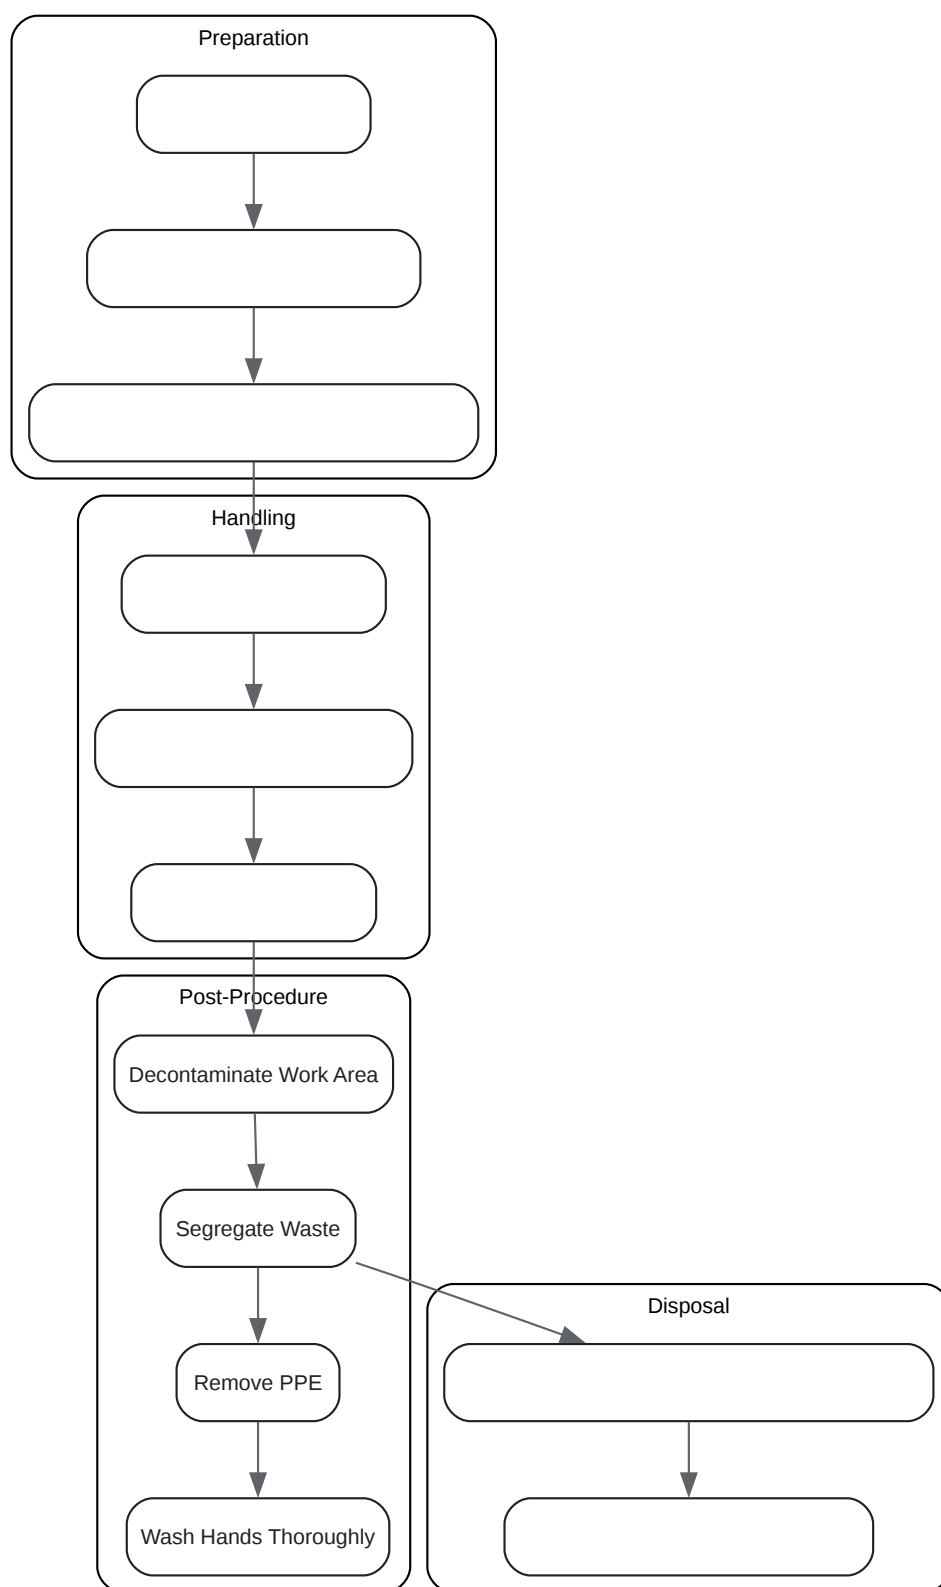 Preparation
Handling
Post-Procedure
Decontaminate Work Area
Segregate Waste
Disposal
Remove PPE
Wash Hands Thoroughly